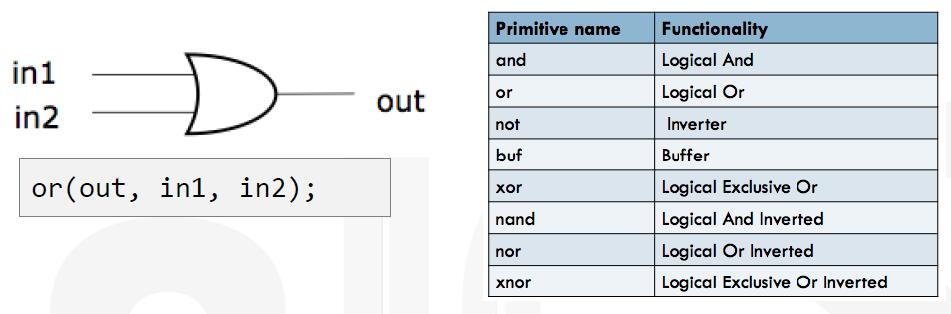 in1
in2
out
or(out, in1, in2);
Primitive name Functionality
and Logical And
or Logical Or
not Inverter
buf Buffer
xor Logical Exclusive Or
nand Logical And Inverted
nor Logical Or Inverted
xnor Logical Exclusive Or Inverted